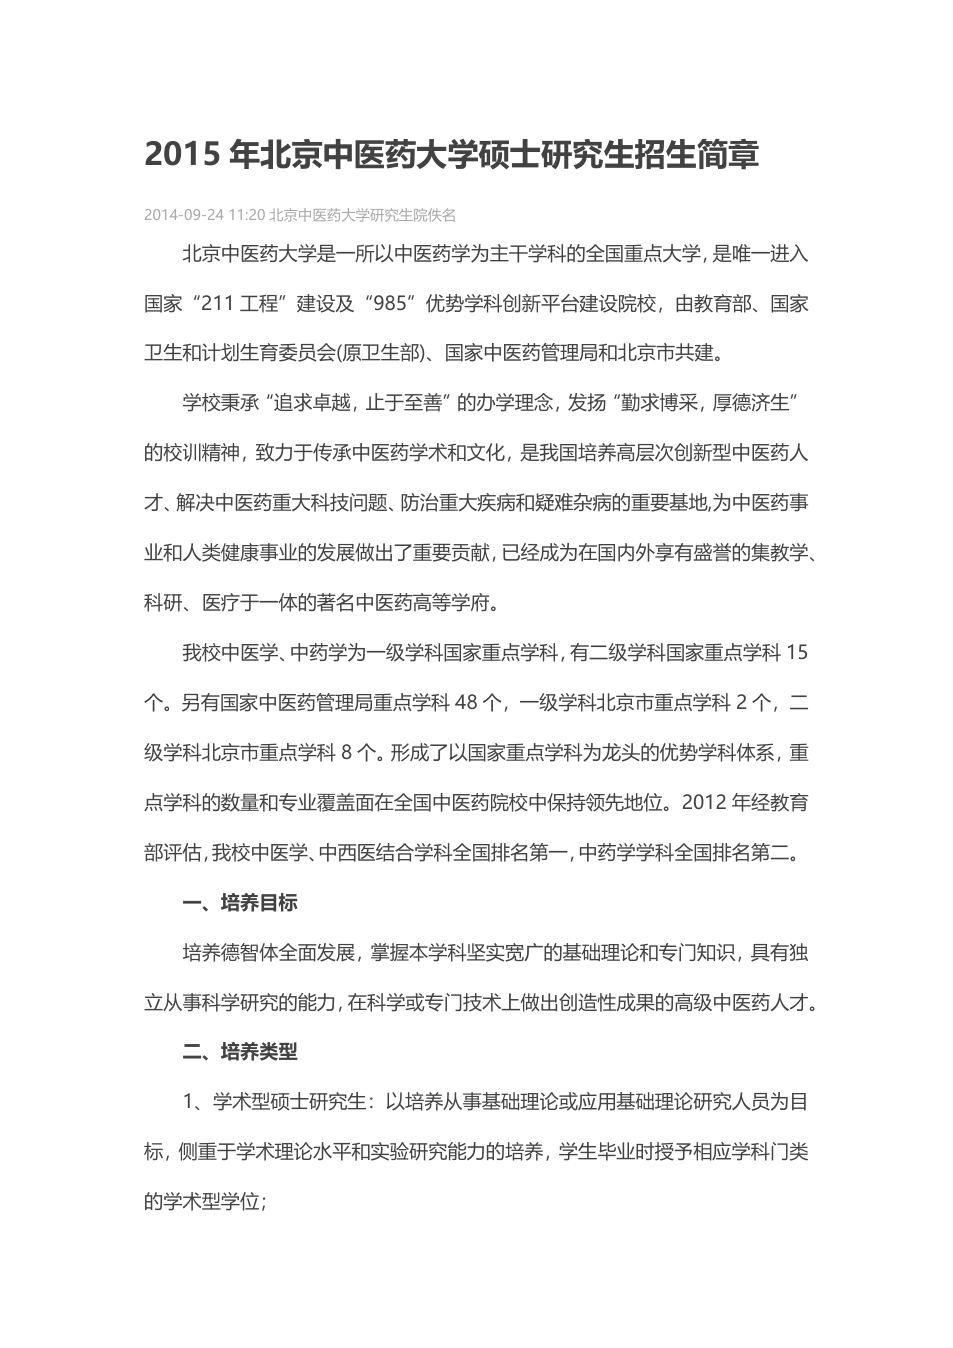 2015 年北京中医药大学硕士研究生招生简章
2014-09-24 11:20 北京中医药大学研究生院佚名
北京中医药大学是一所以中医药学为主干学科的全国重点大学，是唯一进入
国家“211 工程”建设及“985”优势学科创新平台建设院校，由教育部、国家
卫生和计划生育委员会(原卫生部)、国家中医药管理局和北京市共建。
学校秉承“追求卓越，止于至善”的办学理念，发扬“勤求博采，厚德济生”
的校训精神，致力于传承中医药学术和文化，是我国培养高层次创新型中医药人
才、解决中医药重大科技问题、防治重大疾病和疑难杂病的重要基地,为中医药事
业和人类健康事业的发展做出了重要贡献，已经成为在国内外享有盛誉的集教学、
科研、医疗于一体的著名中医药高等学府。
我校中医学、中药学为一级学科国家重点学科，有二级学科国家重点学科 15
个。另有国家中医药管理局重点学科 48 个，一级学科北京市重点学科 2 个，二
级学科北京市重点学科 8 个。形成了以国家重点学科为龙头的优势学科体系，重
点学科的数量和专业覆盖面在全国中医药院校中保持领先地位。2012 年经教育
部评估，我校中医学、中西医结合学科全国排名第一，中药学学科全国排名第二。
一、培养目标
培养德智体全面发展，掌握本学科坚实宽广的基础理论和专门知识，具有独
立从事科学研究的能力，在科学或专门技术上做出创造性成果的高级中医药人才。
二、培养类型
1、学术型硕士研究生：以培养从事基础理论或应用基础理论研究人员为目
标，侧重于学术理论水平和实验研究能力的培养，学生毕业时授予相应学科门类
的学术型学位；